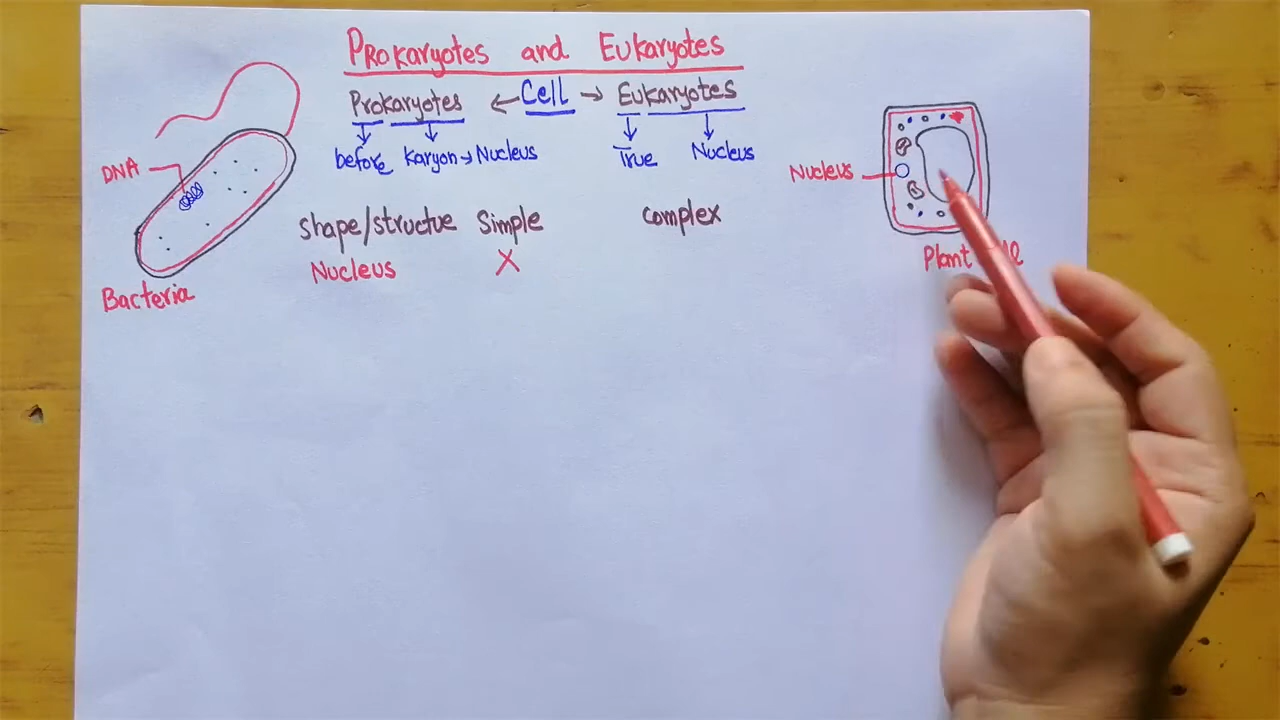 Prokaryotes and Eukaryotes
Prokaryotes ← Cell → Eukaryotes
before Karyon → Nucleus
True Nucleus
DNA
Nucleus
shape/structue Simple complex
Nucleus X
Bacteria
Plant